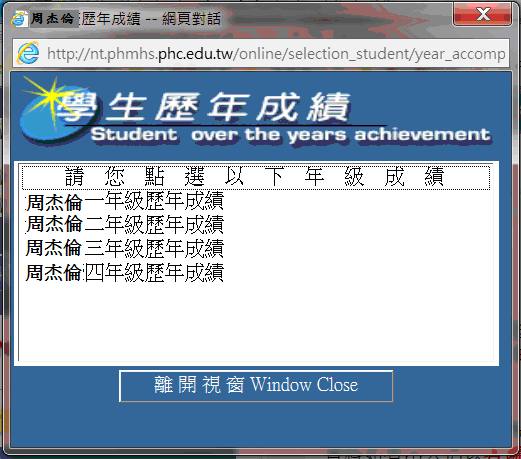 周杰倫 歷年成績 -- 網頁對話
http://nt.phmhs.phc.edu.tw/online/selection_student/year_accomp
學生歷年成績
Student over the years achievement
請 您 點 選 以 下 年 級 成 績
周杰倫一年級歷年成績
周杰倫二年級歷年成績
周杰倫三年級歷年成績
周杰倫四年級歷年成績
離 開 視 窗 Window Close